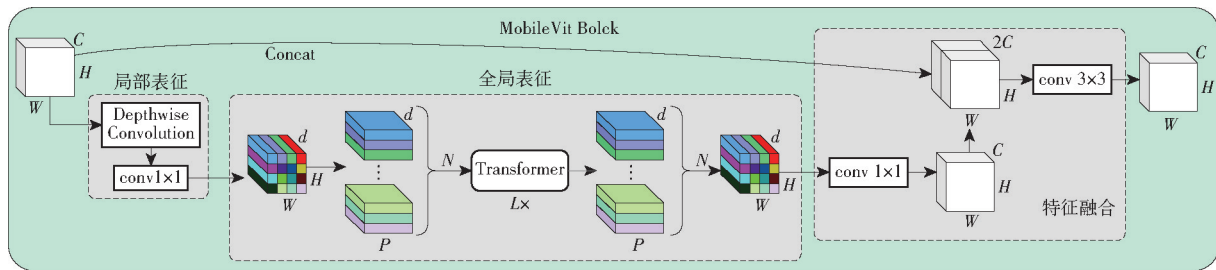 MobileVit Bolck
C
H
W
Concat
局部表征
Depthwise
Convolution
conv1×1
全局表征
d
H
W
d
⋮
P
N
Transformer
L×
d
⋮
P
N
d
H
W
conv 1×1
C
H
W
2C
H
W
conv 3×3
特征融合
C
H
W